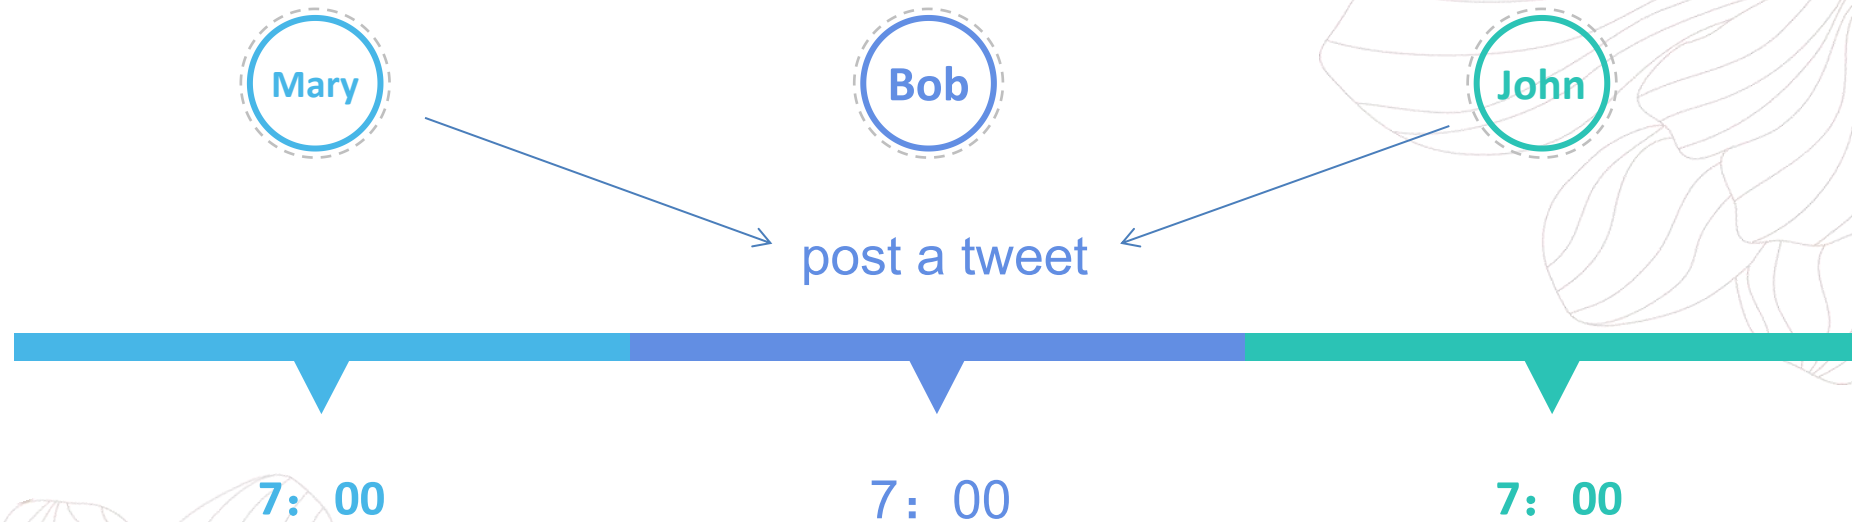 Mary Bob John
post a tweet
7： 00 7： 00 7： 00